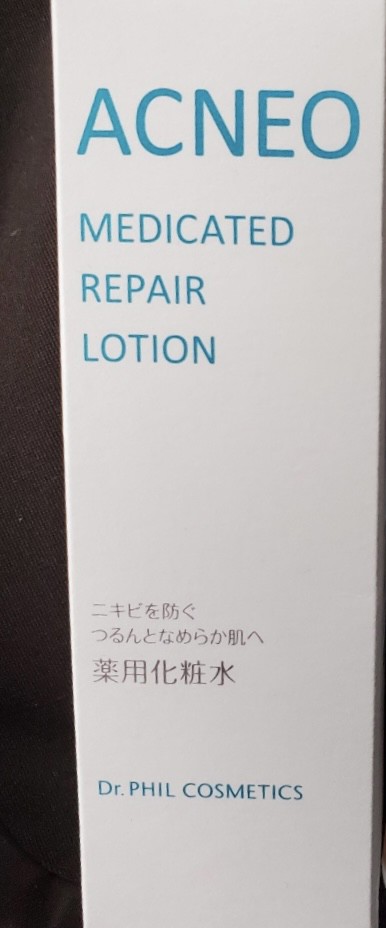 ACNEO
MEDICATED
REPAIR
LOTION
ニキビを防ぐ
つるんとなめらか肌へ
薬用化粧水
Dr. PHIL COSMETICS